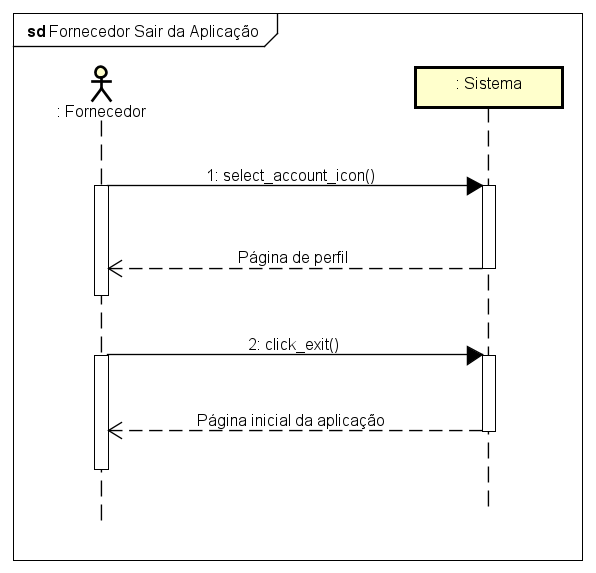 sd Fornecedor Sair da Aplicação
: Fornecedor
: Sistema
1: select_account_icon()
Página de perfil
2: click_exit()
Página inicial da aplicação